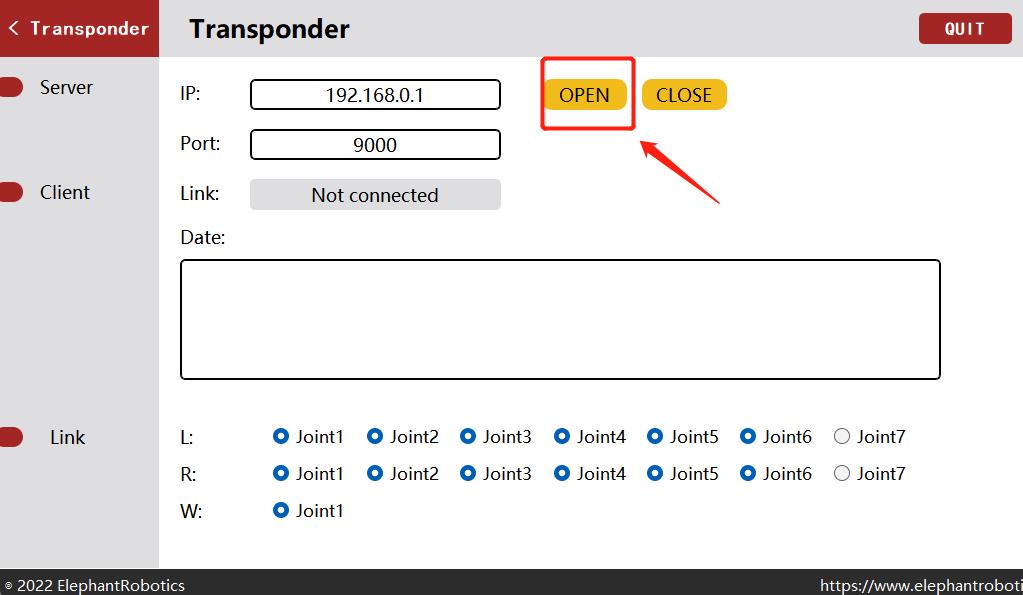 < Transponder
Transponder
QUIT
Server
IP:
192.168.0.1
OPEN
CLOSE
Port:
9000
Client
Link:
Not connected
Date:
Link
L:
Joint1 Joint2 Joint3 Joint4 Joint5 Joint6 Joint7
R:
Joint1 Joint2 Joint3 Joint4 Joint5 Joint6 Joint7
W:
Joint1
© 2022 ElephantRobotics
https://www.elephantroboti